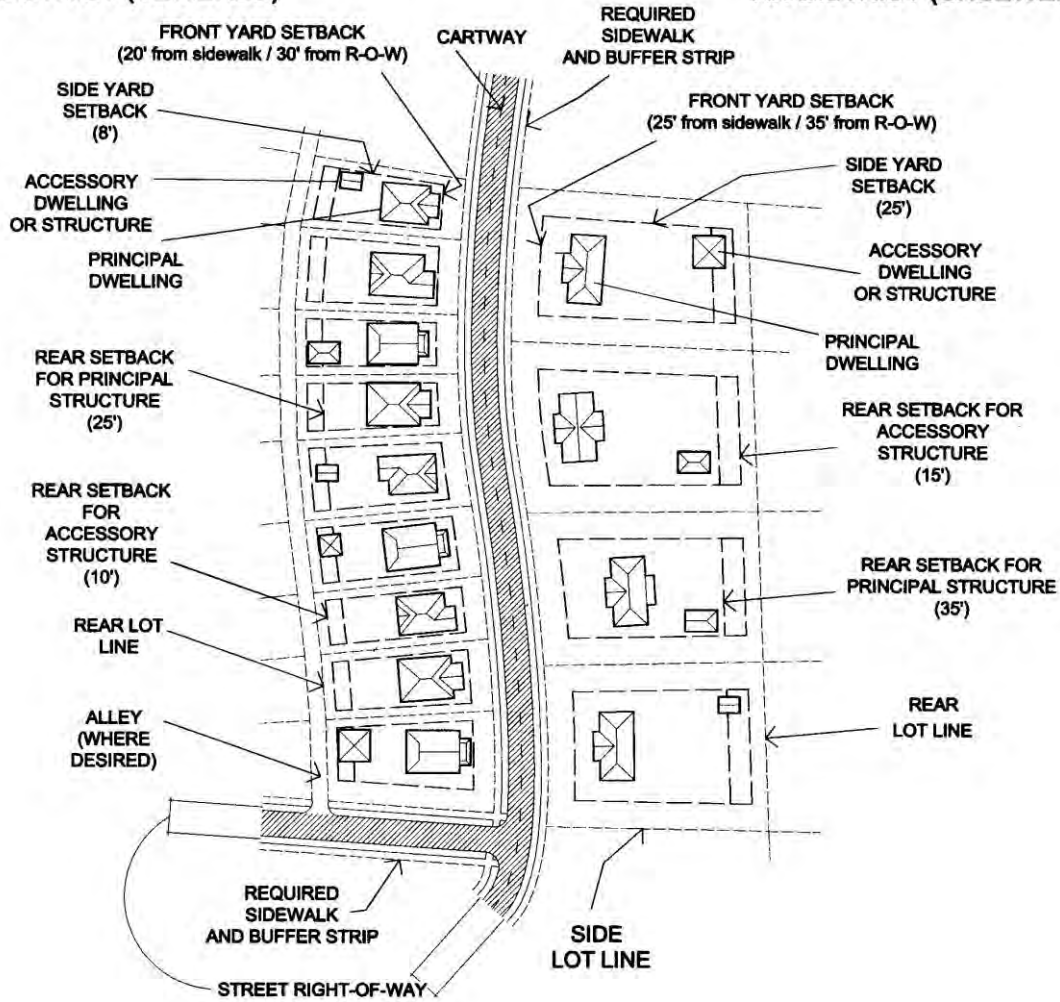 FRONT YARD SETBACK
(20' from sidewalk / 30' from R-O-W)
CARTWAY
REQUIRED
SIDEWALK
AND BUFFER STRIP
SIDE YARD
SETBACK
(8')
FRONT YARD SETBACK
(25' from sidewalk / 35' from R-O-W)
ACCESSORY
DWELLING
OR STRUCTURE
SIDE YARD
SETBACK
(25')
PRINCIPAL
DWELLING
ACCESSORY
DWELLING
OR STRUCTURE
REAR SETBACK
FOR PRINCIPAL
STRUCTURE
(25')
PRINCIPAL
DWELLING
REAR SETBACK FOR
ACCESSORY
STRUCTURE
(15')
REAR SETBACK
FOR
ACCESSORY
STRUCTURE
(10')
REAR SETBACK FOR
PRINCIPAL STRUCTURE
(35')
REAR LOT
LINE
ALLEY
(WHERE
DESIRED)
REAR
LOT LINE
REQUIRED
SIDEWALK
AND BUFFER STRIP
SIDE
LOT LINE
STREET RIGHT-OF-WAY